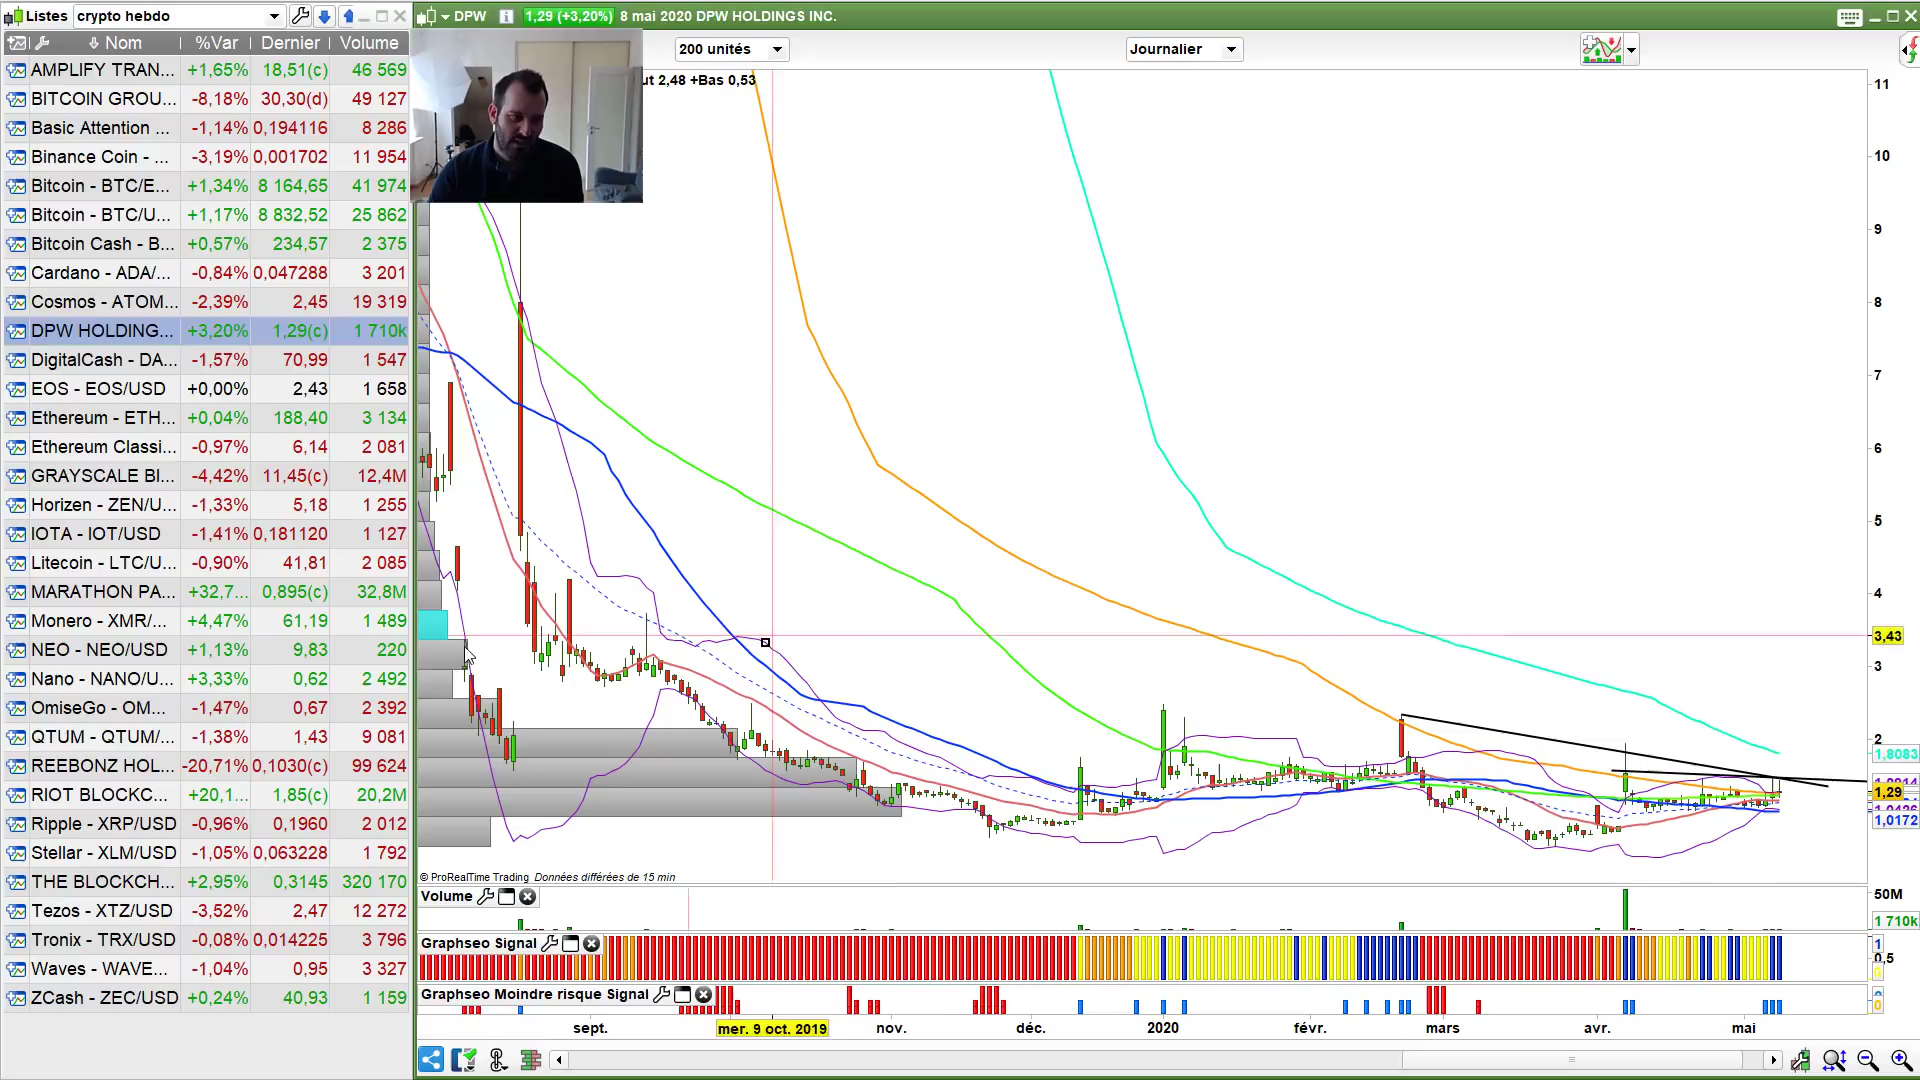 Listes crypto hebdo
Nom %Var Dernier Volume
AMPLIFY TRAN... +1,65% 18,51(c) 46 569
BITCOIN GROU... -8,18% 30,30(d) 49 127
Basic Attention ... -1,14% 0,194116 8 286
Binance Coin - ... -3,19% 0,001702 11 954
Bitcoin - BTC/E... +1,34% 8 164,65 41 974
Bitcoin - BTC/U... +1,17% 8 832,52 25 862
Bitcoin Cash - B... +0,57% 234,57 2 375
Cardano - ADA/... -0,84% 0,047288 3 201
Cosmos - ATOM... -2,39% 2,45 19 319
DPW HOLDING... +3,20% 1,29(c) 1 710k
DigitalCash - DA... -1,57% 70,99 1 547
EOS - EOS/USD +0,00% 2,43 1 658
Ethereum - ETH... +0,04% 188,40 3 134
Ethereum Classi... -0,97% 6,14 2 081
GRAYSCALE BI... -4,42% 11,45(c) 12,4M
Horizen - ZEN/U... -1,33% 5,18 1 255
IOTA - IOT/USD -1,41% 0,181120 1 127
Litecoin - LTC/U... -0,90% 41,81 2 085
MARATHON PA... +32,7... 0,895(c) 32,8M
Monero - XMR/... +4,47% 61,19 1 489
NEO - NEO/USD +1,13% 9,83 220
Nano - NANO/U... +3,33% 0,62 2 492
OmiseGo - OM... -1,47% 0,67 2 392
QTUM - QTUM/... -1,38% 1,43 9 081
REEBONZ HOL... -20,71% 0,1030(c) 99 624
RIOT BLOCKC... +20,1... 1,85(c) 20,2M
Ripple - XRP/USD -0,96% 0,1960 2 012
Stellar - XLM/USD -1,05% 0,063228 1 792
THE BLOCKCH... +2,95% 0,3145 320 170
Tezos - XTZ/USD -3,52% 2,47 12 272
Tronix - TRX/USD -0,08% 0,014225 3 796
Waves - WAVE... -1,04% 0,95 3 327
ZCash - ZEC/USD +0,24% 40,93 1 159
DPW 1,29 (+3,20%) 8 mai 2020 DPW HOLDINGS INC.
200 unités Journalier
ut 2,48 +Bas 0,53
11
10
9
8
7
6
5
4
3,43
3
2
1,8083
1,29
1,0172
© ProRealTime Trading Données différées de 15 min
Volume 50M
1 710k
Graphseo Signal 1
0,5
0
Graphseo Moindre risque Signal
0
sept. mer. 9 oct. 2019 nov. déc. 2020 févr. mars avr. mai